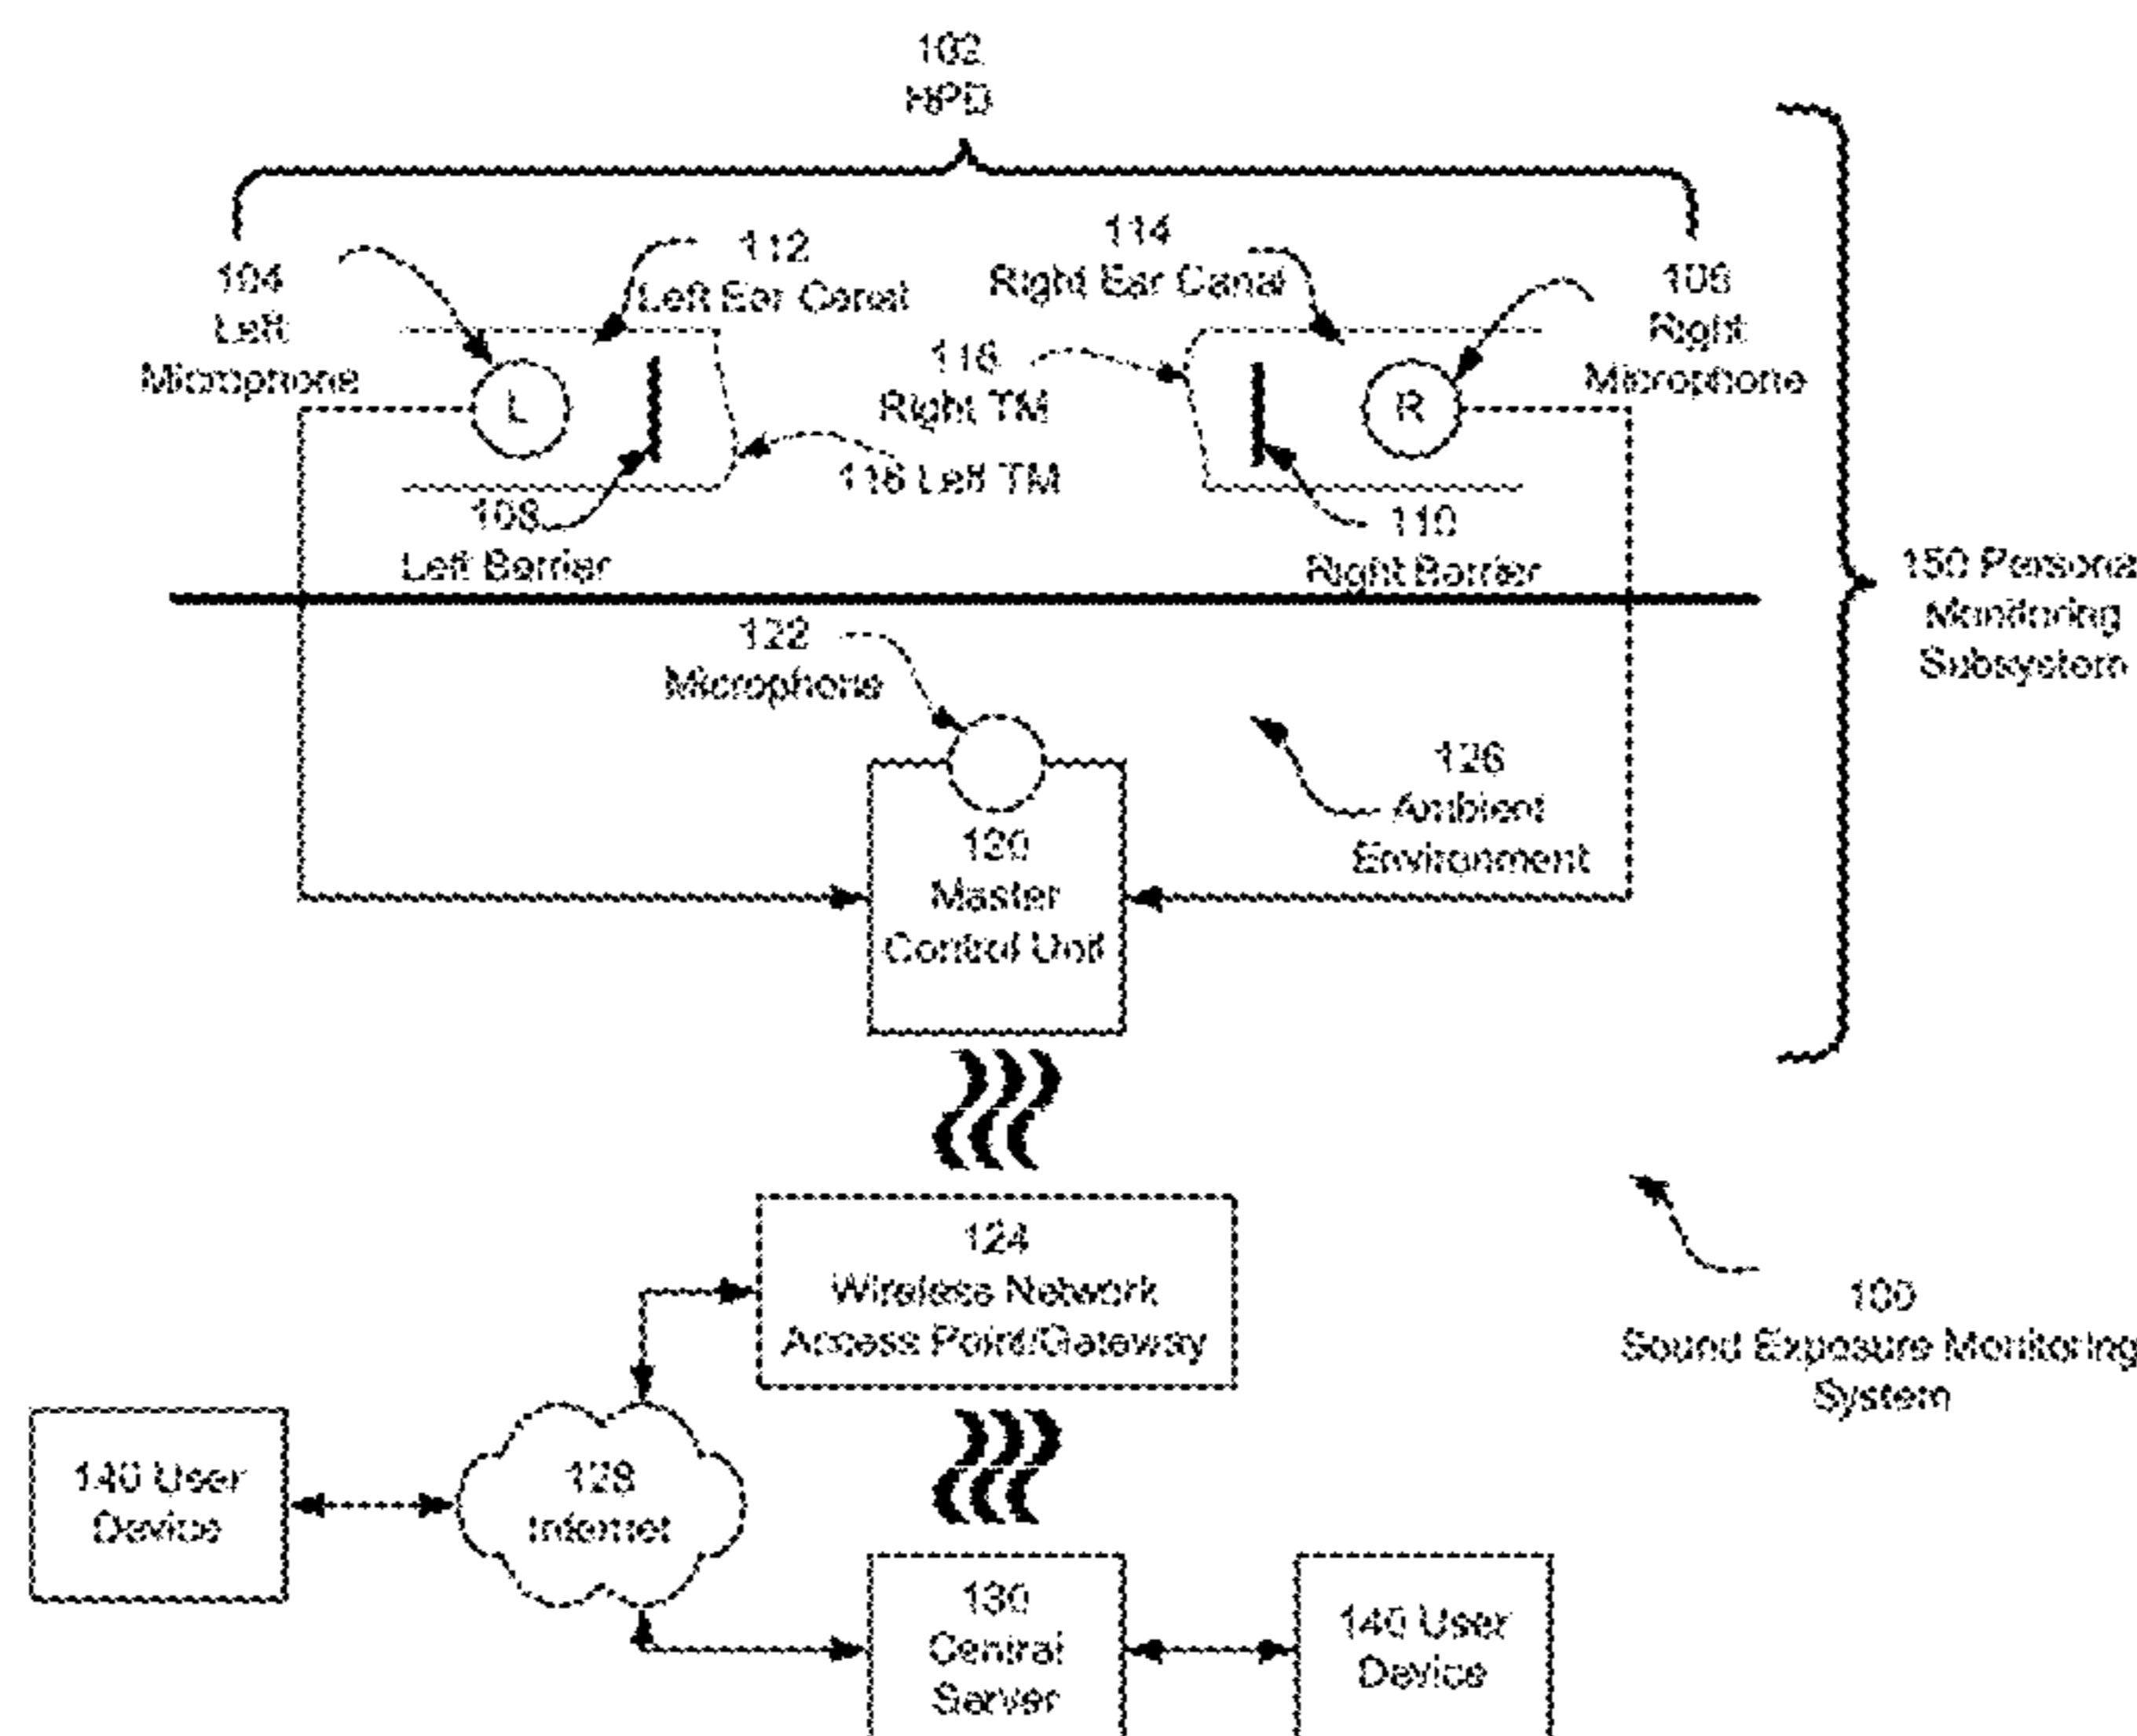 102
HPD
104
Left
Microphone
112
Left Ear Canal
114
Right Ear Canal
106
Right
Microphone
L
118
Right TM
R
116 Left TM
108
Left Barrier
110
Right Barrier
150 Persona
Monitoring
Subsystem
122
Microphone
126
Ambient
Environment
120
Master
Control Unit
124
Wireless Network
Access Point/Gateway
100
Sound Exposure Monitoring
System
140 User
Device
128
Internet
130
Central
Server
140 User
Device